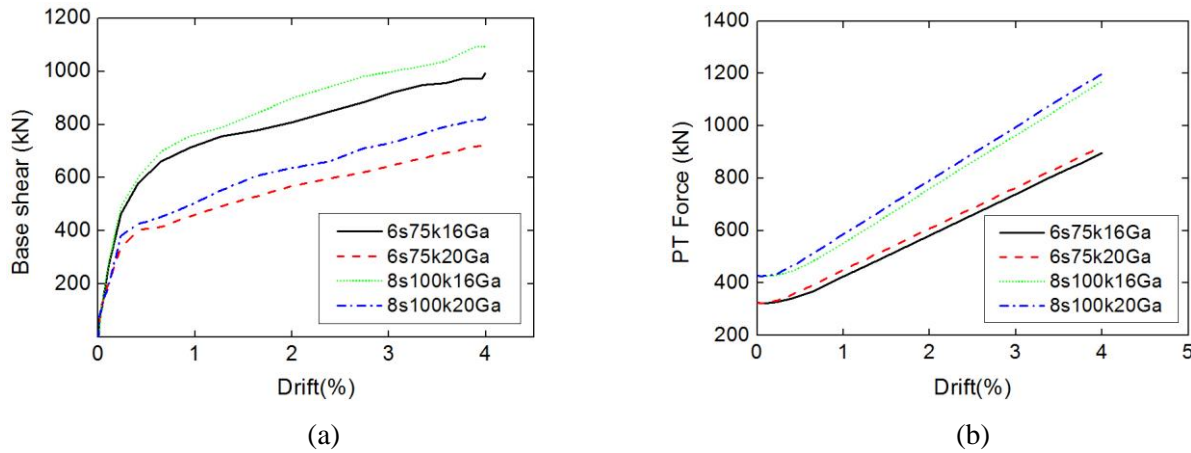 1200
1000
800
600
400
200
0 1 2 3 4
Base shear (kN)
Drift(%)
6s75k16Ga
6s75k20Ga
8s100k16Ga
8s100k20Ga
(a)
1400
1200
1000
800
600
400
200
0 1 2 3 4 5
PT Force (kN)
Drift(%)
6s75k16Ga
6s75k20Ga
8s100k16Ga
8s100k20Ga
(b)